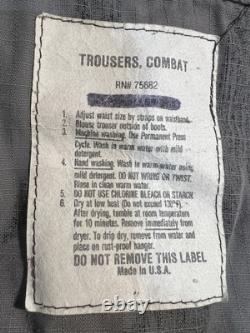 TROUSERS, COMBAT
RN# 75682
1. Adjust waist size by straps on waistband.
2. Blouse trouser outside of boots.
3. Machine washing. Use Permanent Press
Cycle. Wash in warm water with mild
detergent.
4. Hand washing. Wash in warm water using
mild detergent. DO NOT WRING OR TWIST.
Rinse in clean warm water.
5. DO NOT USE CHLORINE BLEACH OR STARCH.
6. Dry at low heat (Do not exceed 130°F).
After drying, tumble at room temperature
for 10 minutes. Remove immediately from
dryer. To drip dry, remove from water and
place on rust-proof hanger.
DO NOT REMOVE THIS LABEL
Made in U.S.A.